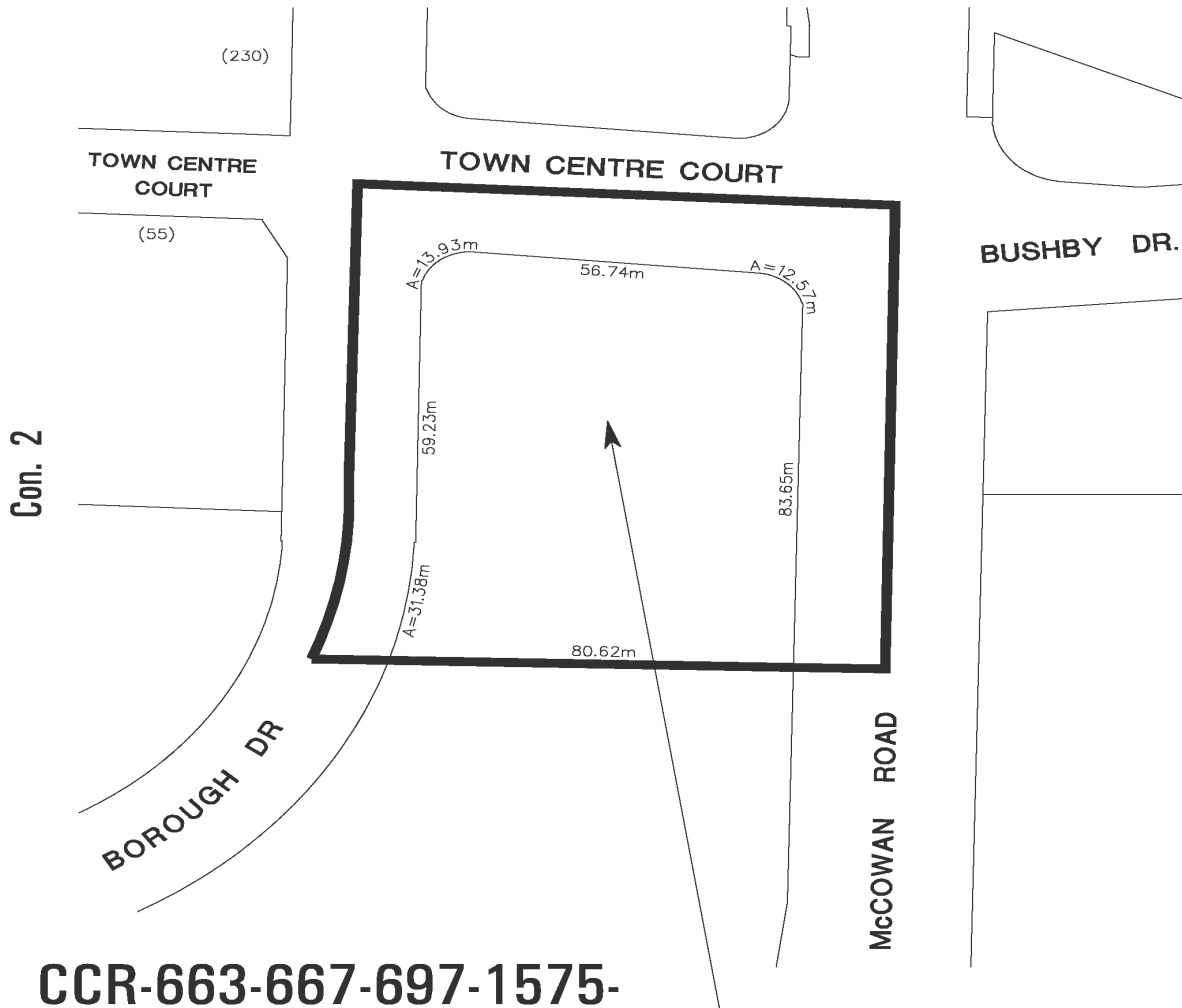 (230)
TOWN CENTRE
COURT
TOWN CENTRE COURT
(55)
BUSHBY DR.
A=13.93m
56.74m
A=12.57m
Con. 2
59.23m
83.65m
A=31.38m
80.62m
BOROUGH DR
McCOWAN ROAD
CCR-663-667-697-1575-